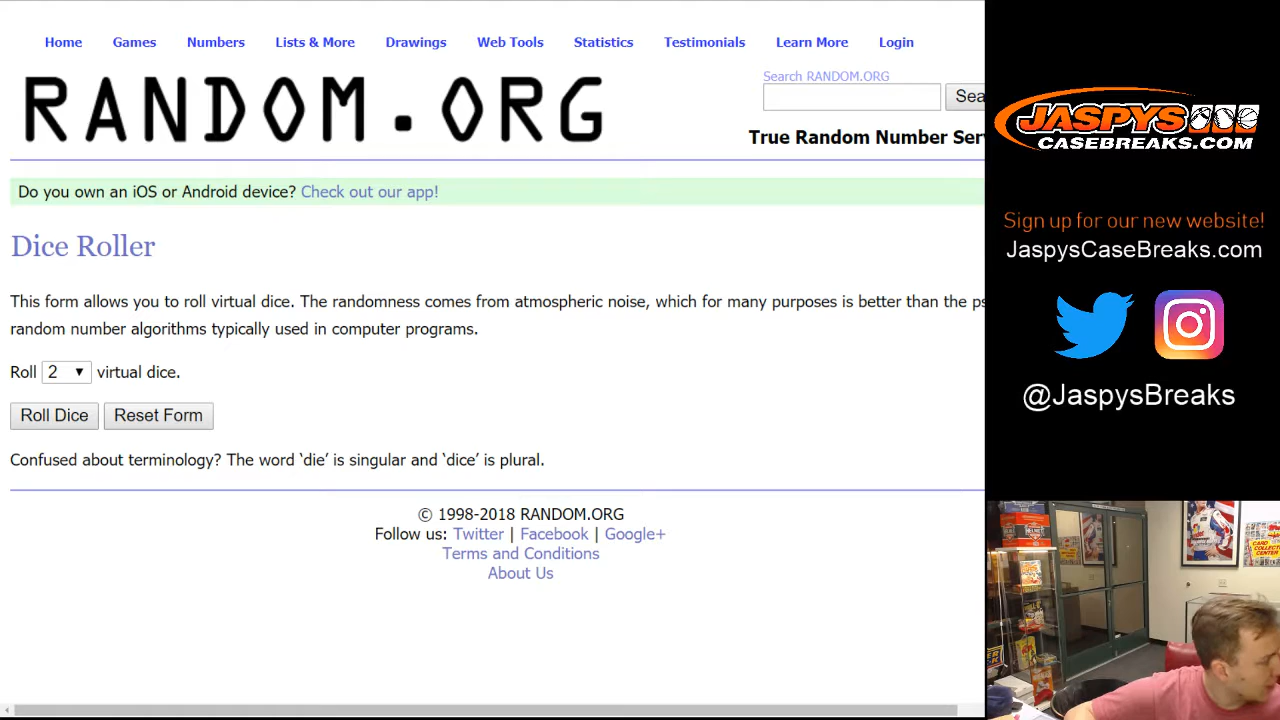 Home Games Numbers Lists & More Drawings Web Tools Statistics Testimonials Learn More Login
RANDOM.ORG
Search RANDOM.ORG
Sea
True Random Number Ser
Do you own an iOS or Android device? Check out our app!
Dice Roller
This form allows you to roll virtual dice. The randomness comes from atmospheric noise, which for many purposes is better than the ps
random number algorithms typically used in computer programs.
Roll 2 virtual dice.
Roll Dice Reset Form
Confused about terminology? The word ‘die’ is singular and ‘dice’ is plural.
© 1998-2018 RANDOM.ORG
Follow us: Twitter | Facebook | Google+
Terms and Conditions
About Us
JASPYS
CASEBREAKS.COM
Sign up for our new website!
JaspysCaseBreaks.com
@JaspysBreaks
CARD
COLLECTOR
CENTER